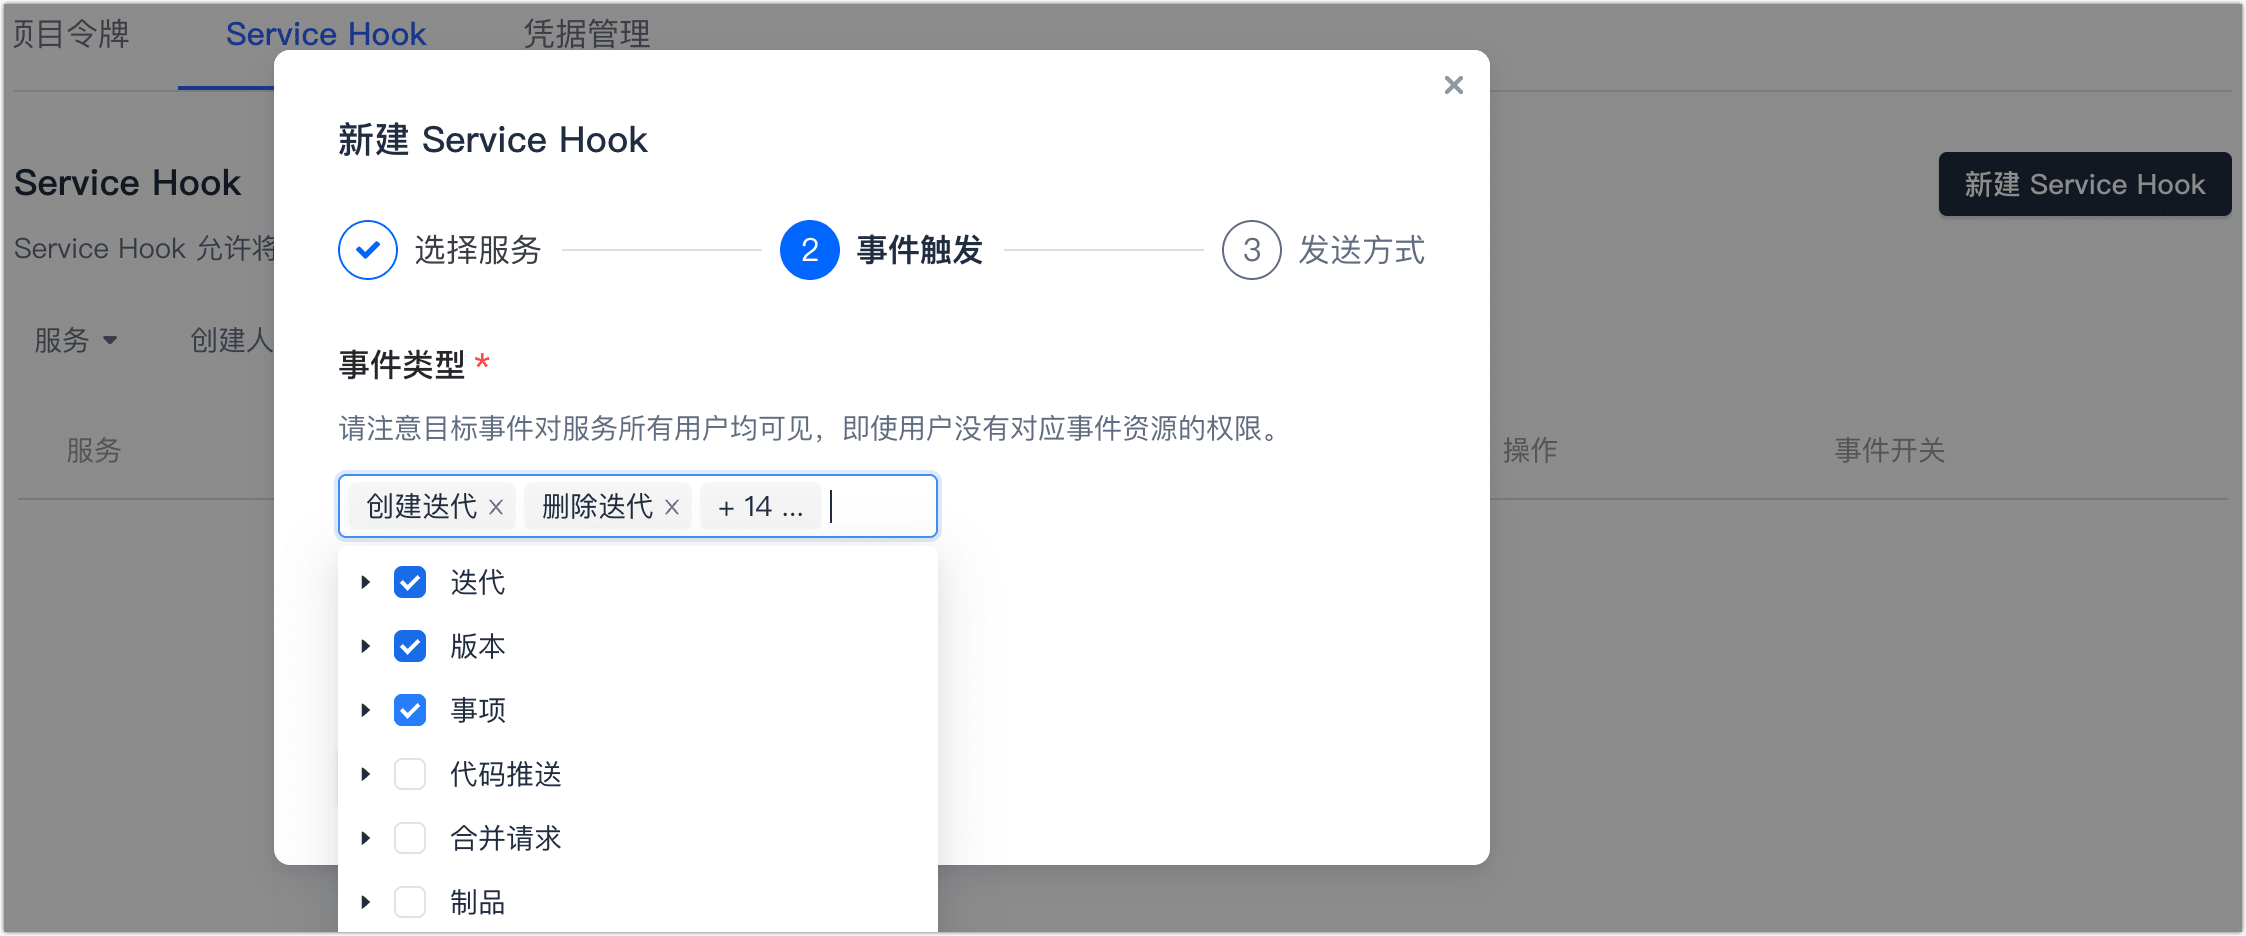 项目令牌 Service Hook 凭据管理
新建 Service Hook
Service Hook
新建 Service Hook
选择服务 2 事件触发 3 发送方式
Service Hook 允许将
服务 创建人
事件类型 *
请注意目标事件对服务所有用户均可见，即使用户没有对应事件资源的权限。
服务 操作 事件开关
创建迭代 × 删除迭代 × + 14 ...
迭代
版本
事项
代码推送
合并请求
制品